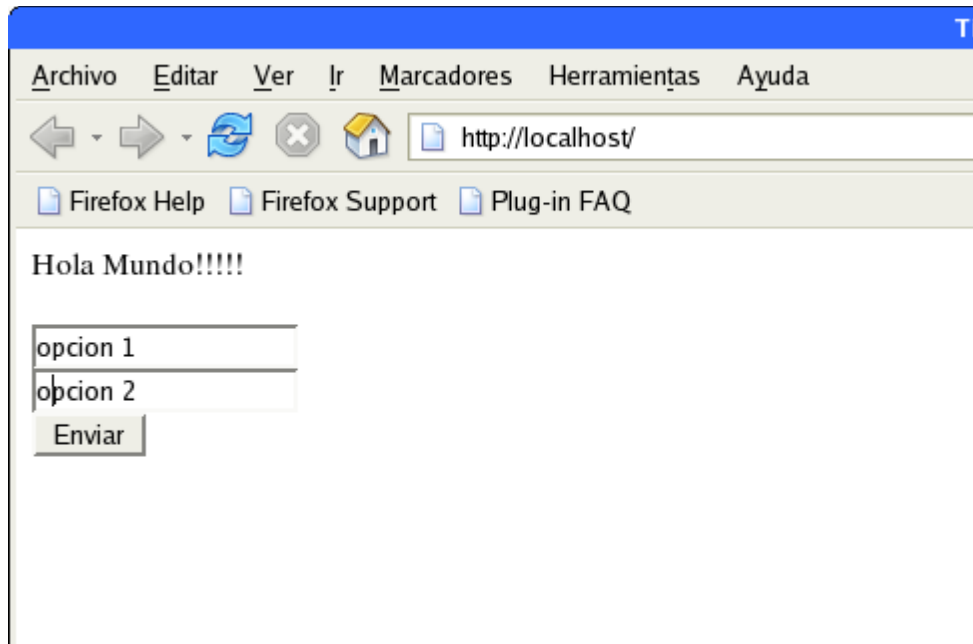 T
Archivo Editar Ver Ir Marcadores Herramientas Ayuda
http://localhost/
Firefox Help Firefox Support Plug-in FAQ
Hola Mundo!!!!!
opcion 1
opcion 2
Enviar